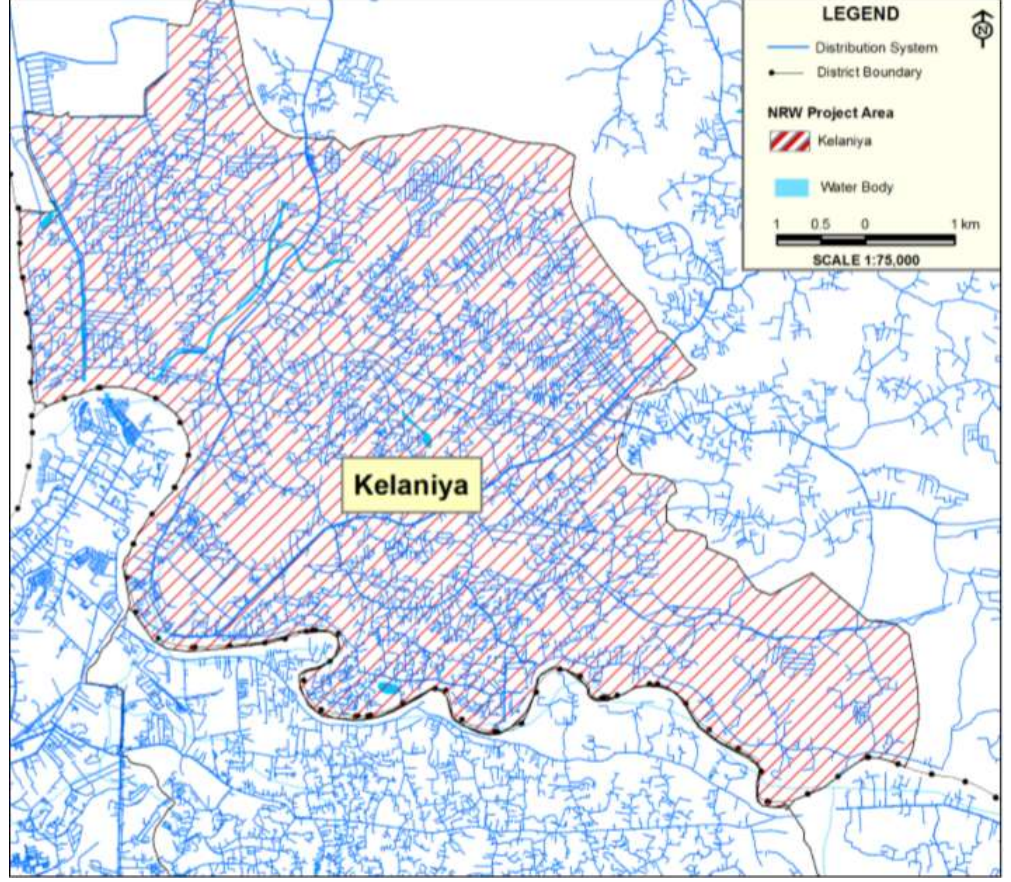 LEGEND
N
Distribution System
District Boundary
NRW Project Area
Kelaniya
Water Body
1 0.5 0 1 km
SCALE 1:75,000
Kelaniya